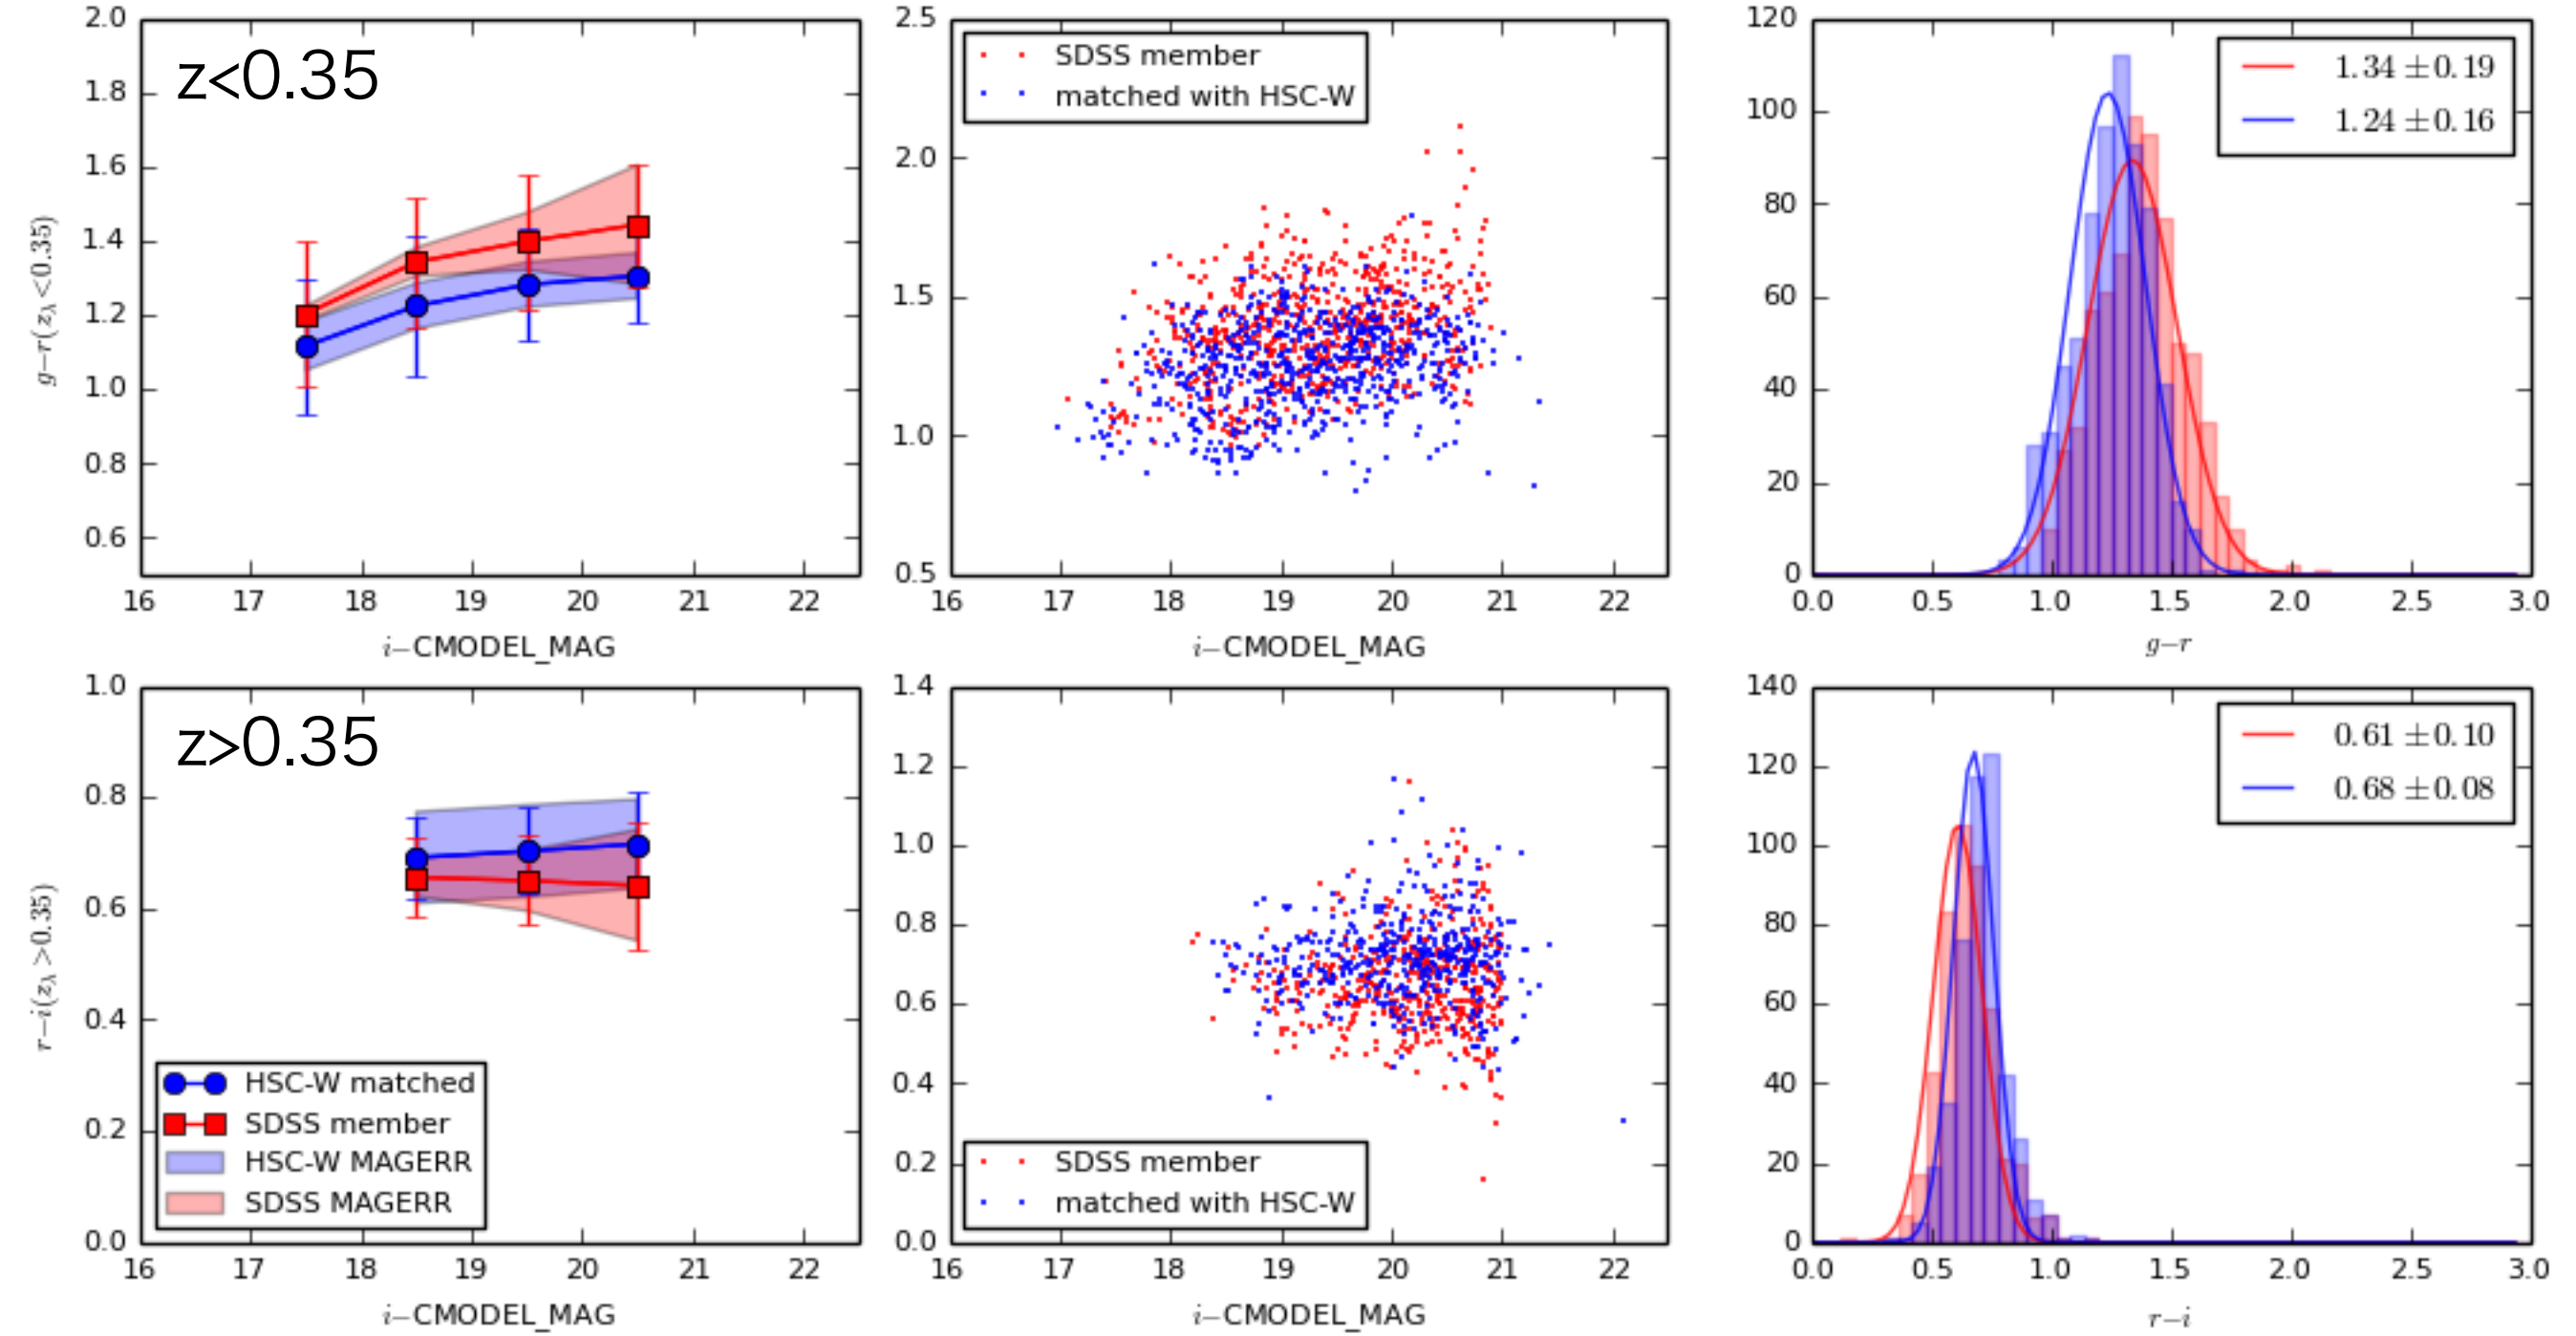 z<0.35
2.0
1.8
1.6
1.4
1.2
1.0
0.8
0.6
g−r(z_λ<0.35)
16 17 18 19 20 21 22
i−CMODEL_MAG
SDSS member
matched with HSC-W
2.5
2.0
1.5
1.0
0.5
16 17 18 19 20 21 22
i−CMODEL_MAG
1.34 ±0.19
1.24 ±0.16
120
100
80
60
40
20
0
0.0 0.5 1.0 1.5 2.0 2.5 3.0
g−r
z>0.35
1.0
0.8
0.6
0.4
0.2
0.0
r−i(z_λ>0.35)
HSC-W matched
SDSS member
HSC-W MAGERR
SDSS MAGERR
16 17 18 19 20 21 22
i−CMODEL_MAG
1.4
1.2
1.0
0.8
0.6
0.4
0.2
0.0
SDSS member
matched with HSC-W
16 17 18 19 20 21 22
i−CMODEL_MAG
0.61 ±0.10
0.68 ±0.08
140
120
100
80
60
40
20
0
0.0 0.5 1.0 1.5 2.0 2.5 3.0
r−i